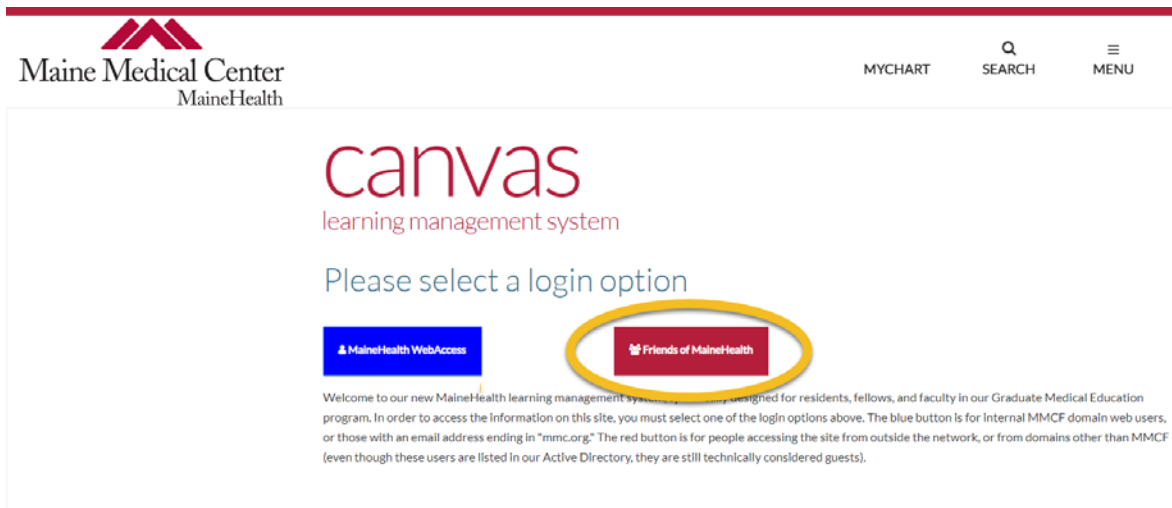 Maine Medical Center
MaineHealth
MYCHART
SEARCH
MENU
canvas
learning management system
Please select a login option
MaineHealth WebAccess
Friends of MaineHealth
Welcome to our new MaineHealth learning management designed for residents, fellows, and faculty in our Graduate Medical Education
program. In order to access the information on this site, you must select one of the login options above. The blue button is for internal MMCF domain web users,
or those with an email address ending in "mmc.org." The red button is for people accessing the site from outside the network, or from domains other than MMCF
(even though these users are listed in our Active Directory, they are still technically considered guests).